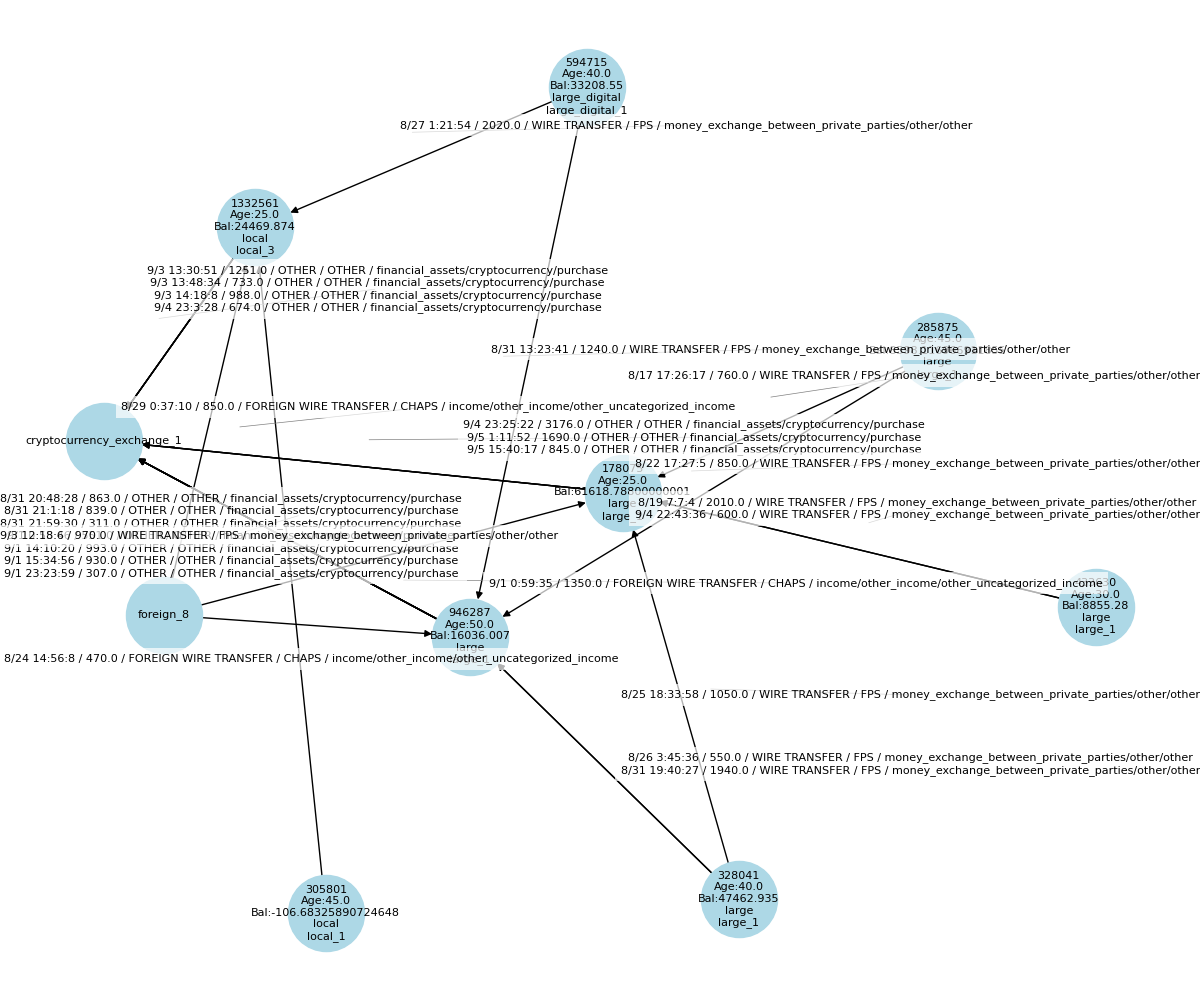 594715
Age:40.0
Bal:33208.55
large_digital
large_digital_1
8/27 1:21:54 / 2020.0 / WIRE TRANSFER / FPS / money_exchange_between_private_parties/other/other
1332561
Age:25.0
Bal:24469.874
local
local_3
9/3 13:30:51 / 1251.0 / OTHER / OTHER / financial_assets/cryptocurrency/purchase
9/3 13:48:34 / 733.0 / OTHER / OTHER / financial_assets/cryptocurrency/purchase
9/3 14:18:8 / 988.0 / OTHER / OTHER / financial_assets/cryptocurrency/purchase
9/4 23:3:28 / 674.0 / OTHER / OTHER / financial_assets/cryptocurrency/purchase
285875
Age:45.0
large
8/31 13:23:41 / 1240.0 / WIRE TRANSFER / FPS / money_exchange_between_private_parties/other/other
8/17 17:26:17 / 760.0 / WIRE TRANSFER / FPS / money_exchange_between_private_parties/other/other
8/29 0:37:10 / 850.0 / FOREIGN WIRE TRANSFER / CHAPS / income/other_income/other_uncategorized_income
cryptocurrency_exchange_1
9/4 23:25:22 / 3176.0 / OTHER / OTHER / financial_assets/cryptocurrency/purchase
9/5 1:11:52 / 1690.0 / OTHER / OTHER / financial_assets/cryptocurrency/purchase
9/5 15:40:17 / 845.0 / OTHER / OTHER / financial_assets/cryptocurrency/purchase
8/22 17:27:5 / 850.0 / WIRE TRANSFER / FPS / money_exchange_between_private_parties/other/other
Age:25.0
Bal:61618.78800000001
8/19 7:7:4 / 2010.0 / WIRE TRANSFER / FPS / money_exchange_between_private_parties/other/other
9/4 22:43:36 / 600.0 / WIRE TRANSFER / FPS / money_exchange_between_private_parties/other/other
8/31 20:48:28 / 863.0 / OTHER / OTHER / financial_assets/cryptocurrency/purchase
8/31 21:1:18 / 839.0 / OTHER / OTHER / financial_assets/cryptocurrency/purchase
8/31 21:59:30 / 311.0 / OTHER / OTHER / financial_assets/cryptocurrency/purchase
9/3 12:18:6 / 970.0 / WIRE TRANSFER / FPS / money_exchange_between_private_parties/other/other
9/1 14:10:20 / 993.0 / OTHER / OTHER / financial_assets/cryptocurrency/purchase
9/1 15:34:56 / 930.0 / OTHER / OTHER / financial_assets/cryptocurrency/purchase
9/1 23:23:59 / 307.0 / OTHER / OTHER / financial_assets/cryptocurrency/purchase
9/1 0:59:35 / 1350.0 / FOREIGN WIRE TRANSFER / CHAPS / income/other_income/other_uncategorized_income
Age:30.0
Bal:8855.28
large
large_1
foreign_8
946287
Age:50.0
Bal:16036.007
large
8/24 14:56:8 / 470.0 / FOREIGN WIRE TRANSFER / CHAPS / income/other_income/other_uncategorized_income
8/25 18:33:58 / 1050.0 / WIRE TRANSFER / FPS / money_exchange_between_private_parties/other/other
8/26 3:45:36 / 550.0 / WIRE TRANSFER / FPS / money_exchange_between_private_parties/other/other
8/31 19:40:27 / 1940.0 / WIRE TRANSFER / FPS / money_exchange_between_private_parties/other/other
305801
Age:45.0
Bal:-106.68325890724648
local
local_1
328041
Age:40.0
Bal:47462.935
large
large_1